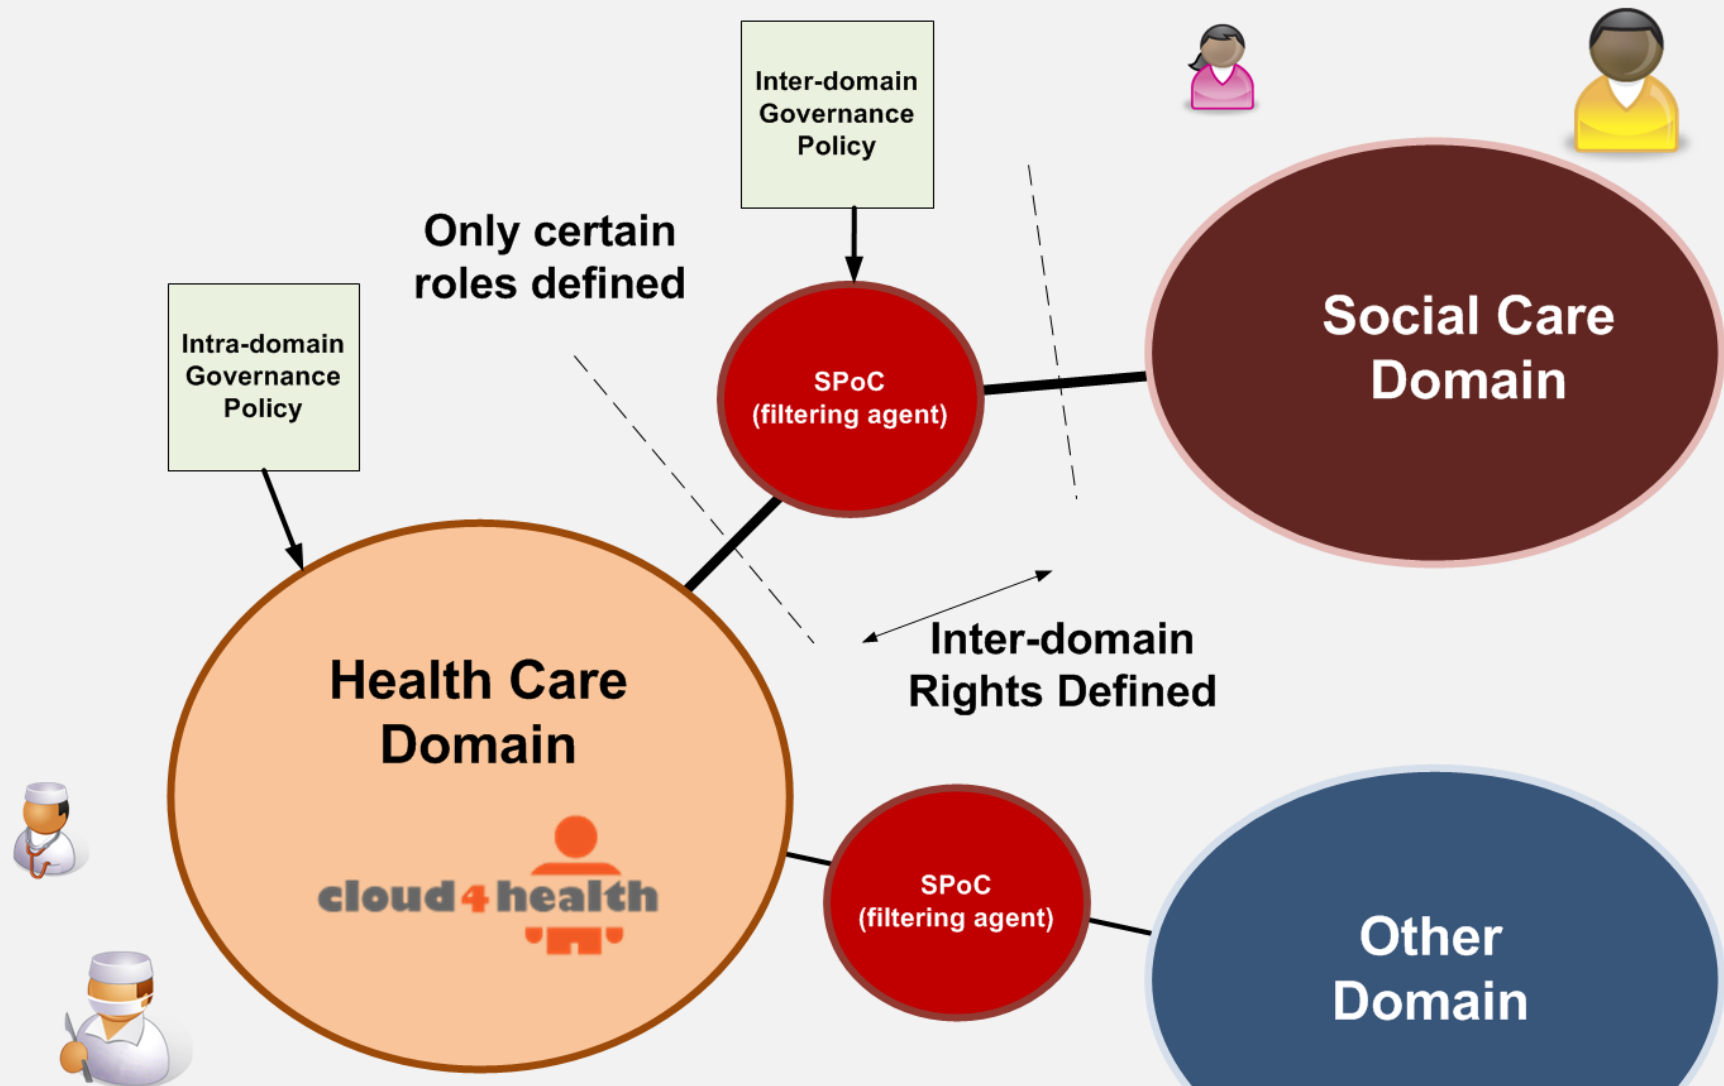 Inter-domain
Governance
Policy
Only certain
roles defined
Intra-domain
Governance
Policy
SPoC
(filtering agent)
Social Care
Domain
Inter-domain
Rights Defined
Health Care
Domain
cloud4health
SPoC
(filtering agent)
Other
Domain